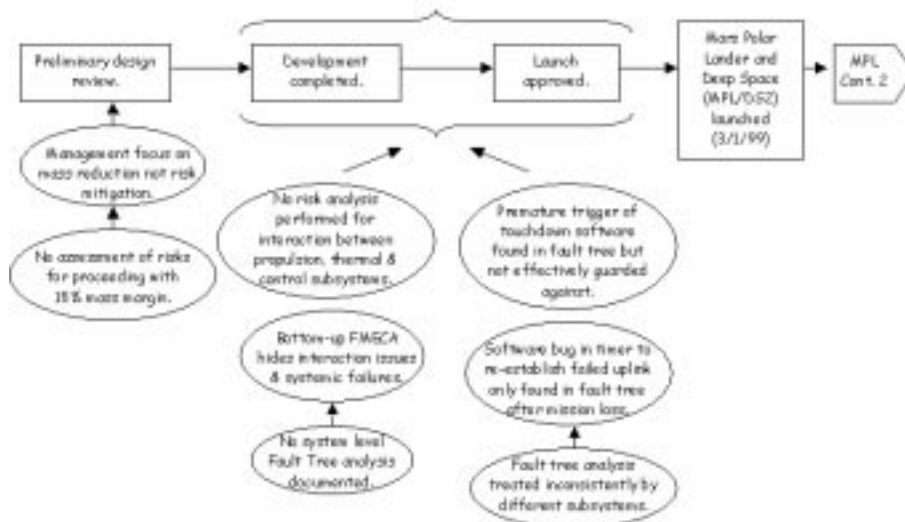 Preliminary design
review.
Development
completed.
Launch
approved.
Mars Polar
Lander and
Deep Space
(MPL/DS2)
launched
(3/1/99)
MPL
Cont. 2
Management focus on
mass reduction not risk
mitigation.
No assessment of risks
for proceeding with
15% mass margin.
No risk analysis
performed for
interaction between
propulsion, thermal &
control subsystems.
Bottom-up FMECA
hides interaction issues
& systemic failures.
No system level
Fault Tree analysis
documented.
Premature trigger of
touchdown software
found in fault tree but
not effectively guarded
against.
Software bug in timer to
re-establish failed uplink
only found in fault tree
after mission loss.
Fault tree analysis
treated inconsistently by
different subsystems.